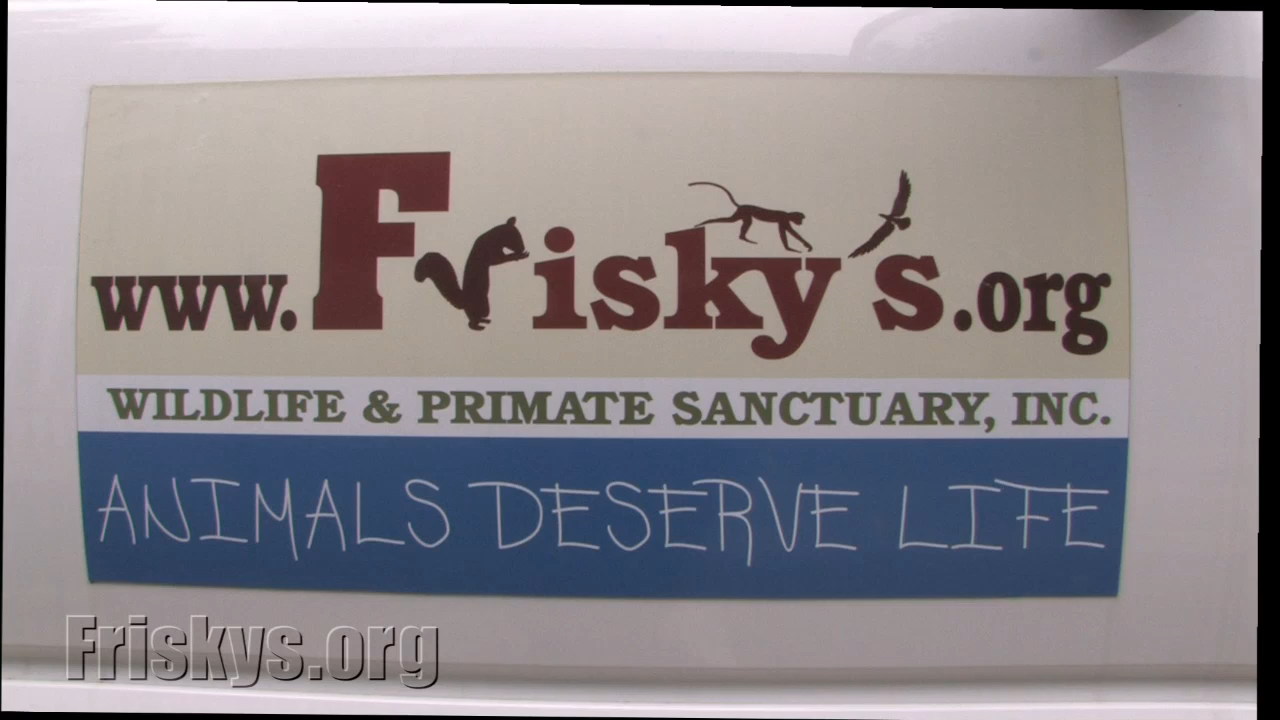 www.Frisky's.org
WILDLIFE & PRIMATE SANCTUARY, INC.
ANIMALS DESERVE LIFE
Friskys.org